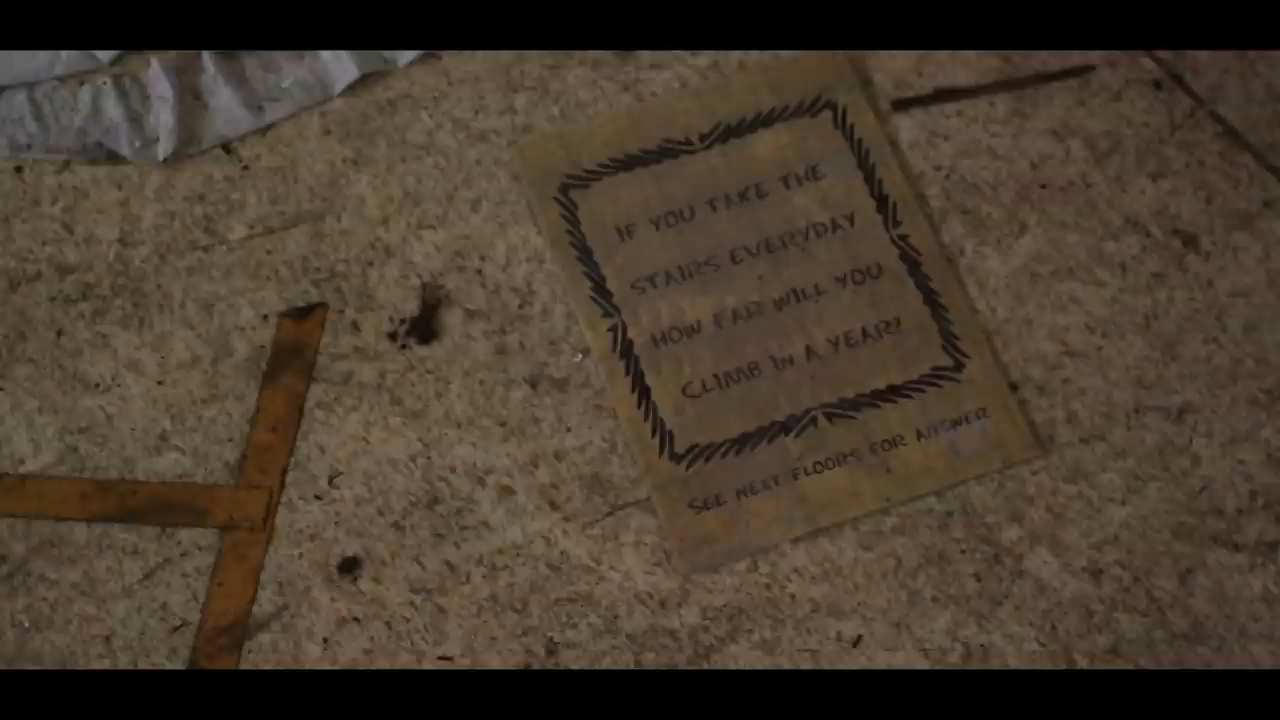 IF YOU TAKE THE
STAIRS EVERYDAY
HOW FAR WILL YOU
CLIMB IN A YEAR?
SEE NEXT FLOORS FOR ANSWER